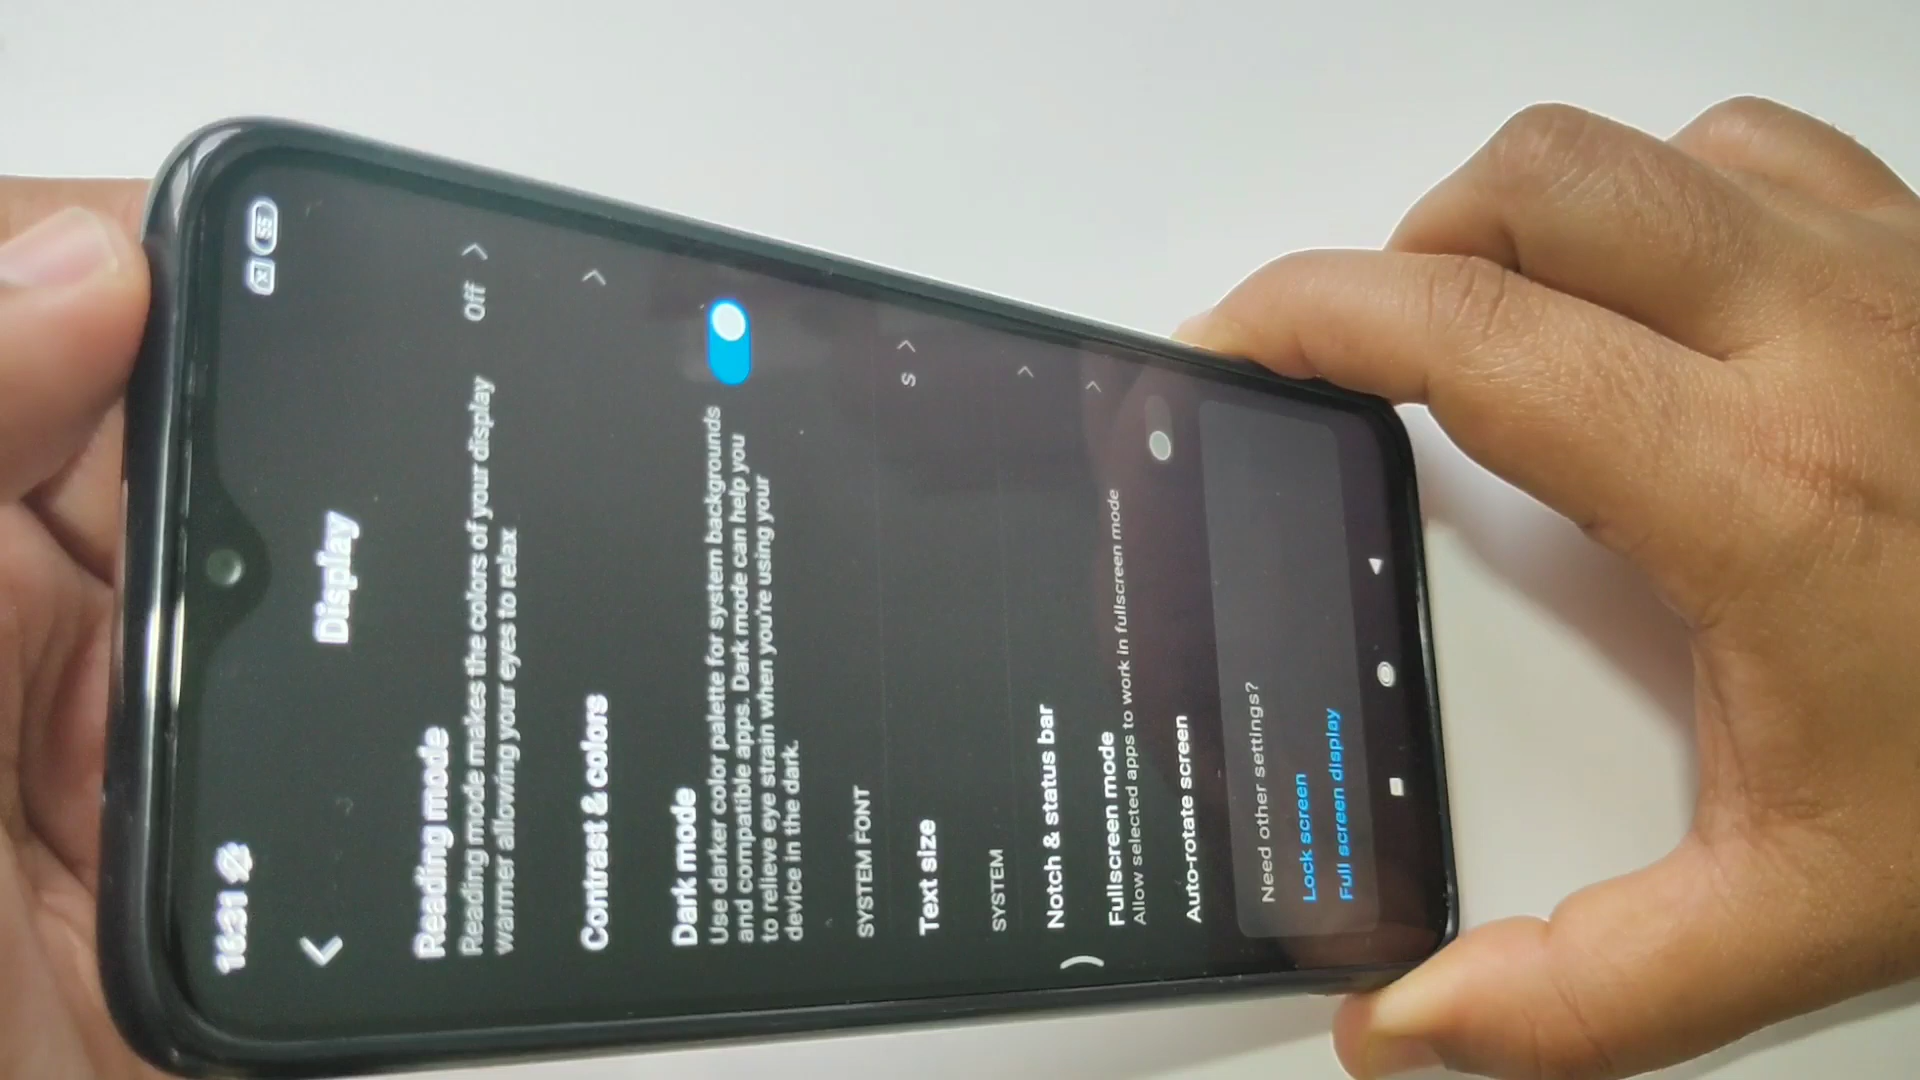 16:31
55
Display
Reading mode
Reading mode makes the colors of your display
warmer allowing your eyes to relax
Off
Contrast & colors
Dark mode
Use darker color palette for system backgrounds
and compatible apps. Dark mode can help you
to relieve eye strain when you're using your
device in the dark.
SYSTEM FONT
Text size
S
SYSTEM
Notch & status bar
Fullscreen mode
Allow selected apps to work in fullscreen mode
Auto-rotate screen
Need other settings?
Lock screen
Full screen display